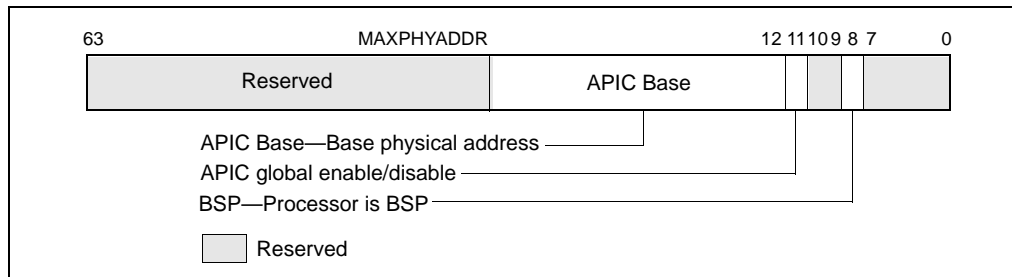 63 MAXPHYADDR 12 11 10 9 8 7 0
Reserved APIC Base
APIC Base—Base physical address
APIC global enable/disable
BSP—Processor is BSP
Reserved